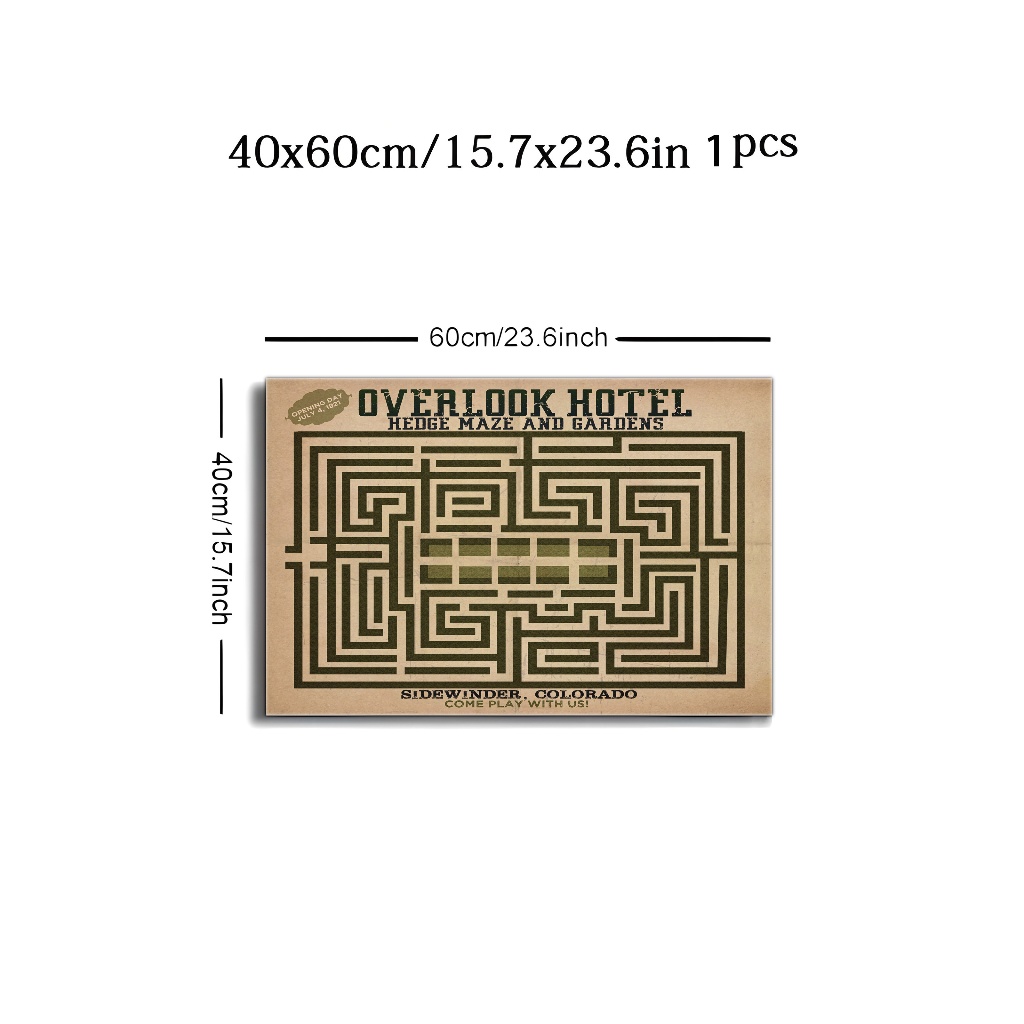 40x60cm/15.7x23.6in 1pcs
60cm/23.6inch
40cm/15.7inch
OPENING DAY
JULY 4, 1921
OVERLOOK HOTEL
HEDGE MAZE AND GARDENS
SIDEWINDER, COLORADO
COME PLAY WITH US!